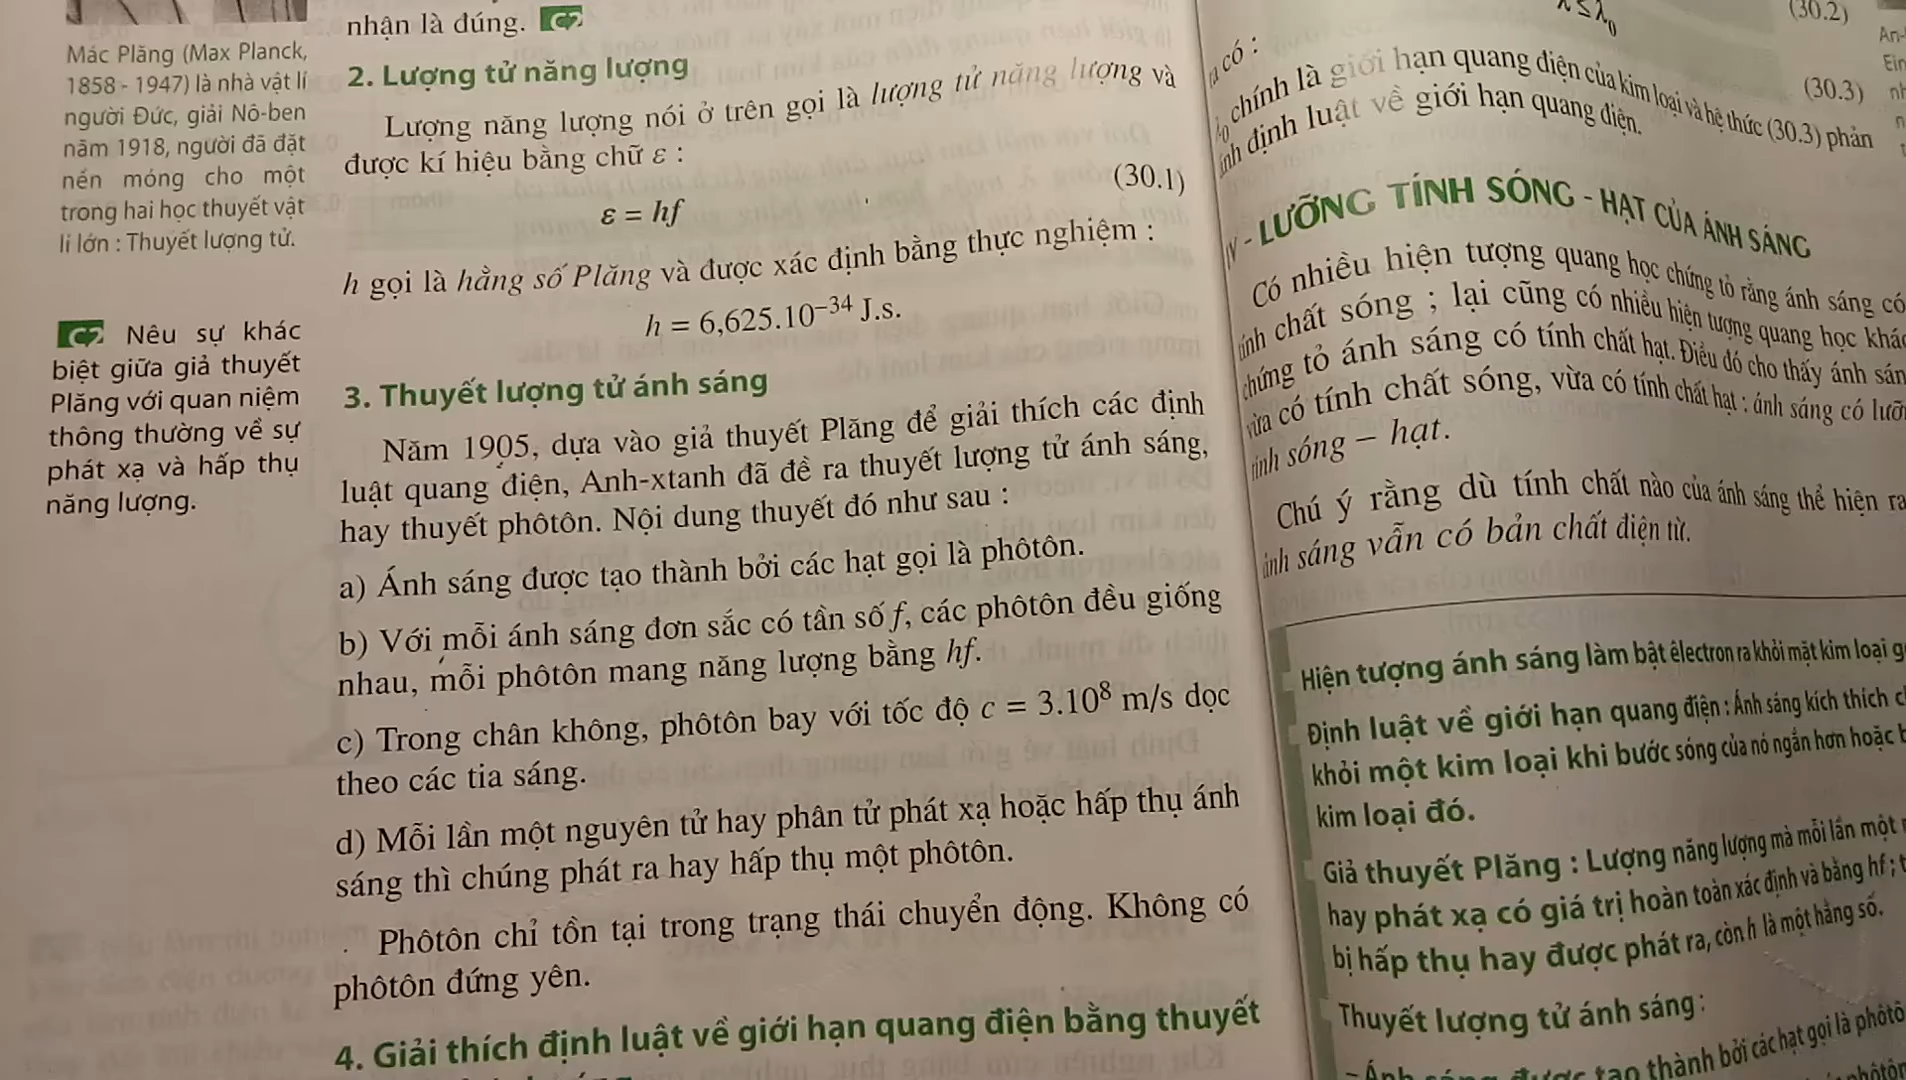 Mác Plăng (Max Planck,
1858 - 1947) là nhà vật lí
người Đức, giải Nô-ben
năm 1918, người đã đặt
nền móng cho một
trong hai học thuyết vật
lí lớn : Thuyết lượng tử.
C2 Nêu sự khác
biệt giữa giả thuyết
Plăng với quan niệm
thông thường về sự
phát xạ và hấp thụ
năng lượng.
nhận là đúng. C2
2. Lượng tử năng lượng
Lượng năng lượng nói ở trên gọi là lượng tử năng lượng và
được kí hiệu bằng chữ ε :
ε = hf (30.1)
h gọi là hằng số Plăng và được xác định bằng thực nghiệm :
h = 6,625.10⁻³⁴ J.s.
3. Thuyết lượng tử ánh sáng
Năm 1905, dựa vào giả thuyết Plăng để giải thích các định
luật quang điện, Anh-xtanh đã đề ra thuyết lượng tử ánh sáng,
hay thuyết phôtôn. Nội dung thuyết đó như sau :
a) Ánh sáng được tạo thành bởi các hạt gọi là phôtôn.
b) Với mỗi ánh sáng đơn sắc có tần số f, các phôtôn đều giống
nhau, mỗi phôtôn mang năng lượng bằng hf.
c) Trong chân không, phôtôn bay với tốc độ c = 3.10⁸ m/s dọc
theo các tia sáng.
d) Mỗi lần một nguyên tử hay phân tử phát xạ hoặc hấp thụ ánh
sáng thì chúng phát ra hay hấp thụ một phôtôn.
Phôtôn chỉ tồn tại trong trạng thái chuyển động. Không có
phôtôn đứng yên.
4. Giải thích định luật về giới hạn quang điện bằng thuyết
λ ≤ λ₀ (30.2)
có : (30.3)
chính là giới hạn quang điện của kim loại và hệ thức (30.3) phản
ánh định luật về giới hạn quang điện.
IV - LƯỠNG TÍNH SÓNG - HẠT CỦA ÁNH SÁNG
Có nhiều hiện tượng quang học chứng tỏ rằng ánh sáng có
tính chất sóng ; lại cũng có nhiều hiện tượng quang học khác
chứng tỏ ánh sáng có tính chất hạt. Điều đó cho thấy ánh sáng
vừa có tính chất sóng, vừa có tính chất hạt : ánh sáng có lưỡng
tính sóng – hạt.
Chú ý rằng dù tính chất nào của ánh sáng thể hiện ra
ánh sáng vẫn có bản chất điện từ.
Hiện tượng ánh sáng làm bật êlectron ra khỏi mặt kim loại
Định luật về giới hạn quang điện : Ánh sáng kích thích
khỏi một kim loại khi bước sóng của nó ngắn hơn hoặc
kim loại đó.
Giả thuyết Plăng : Lượng năng lượng mà mỗi lần một
hay phát xạ có giá trị hoàn toàn xác định và bằng hf ;
bị hấp thụ hay được phát ra, còn h là một hằng số.
Thuyết lượng tử ánh sáng :
– Ánh sáng được tạo thành bởi các hạt gọi là phôtôn